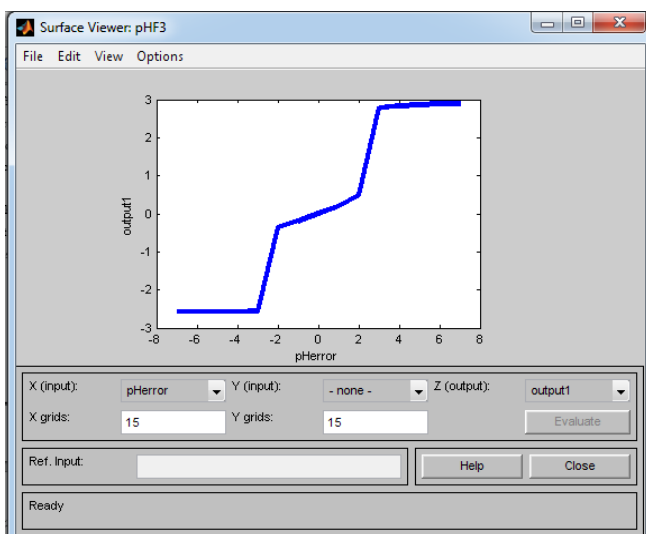 Surface Viewer: pHF3
File Edit View Options
3
2
1
0
-1
-2
-3
output1
-8 -6 -4 -2 0 2 4 6 8
pHerror
X (input): pHerror Y (input): - none - Z (output): output1
X grids: 15 Y grids: 15 Evaluate
Ref. Input: Help Close
Ready